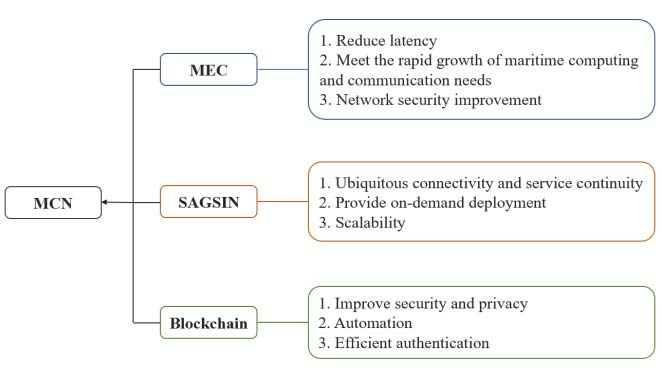 MCN
MEC
1. Reduce latency
2. Meet the rapid growth of maritime computing
and communication needs
3. Network security improvement
SAGSIN
1. Ubiquitous connectivity and service continuity
2. Provide on-demand deployment
3. Scalability
Blockchain
1. Improve security and privacy
2. Automation
3. Efficient authentication